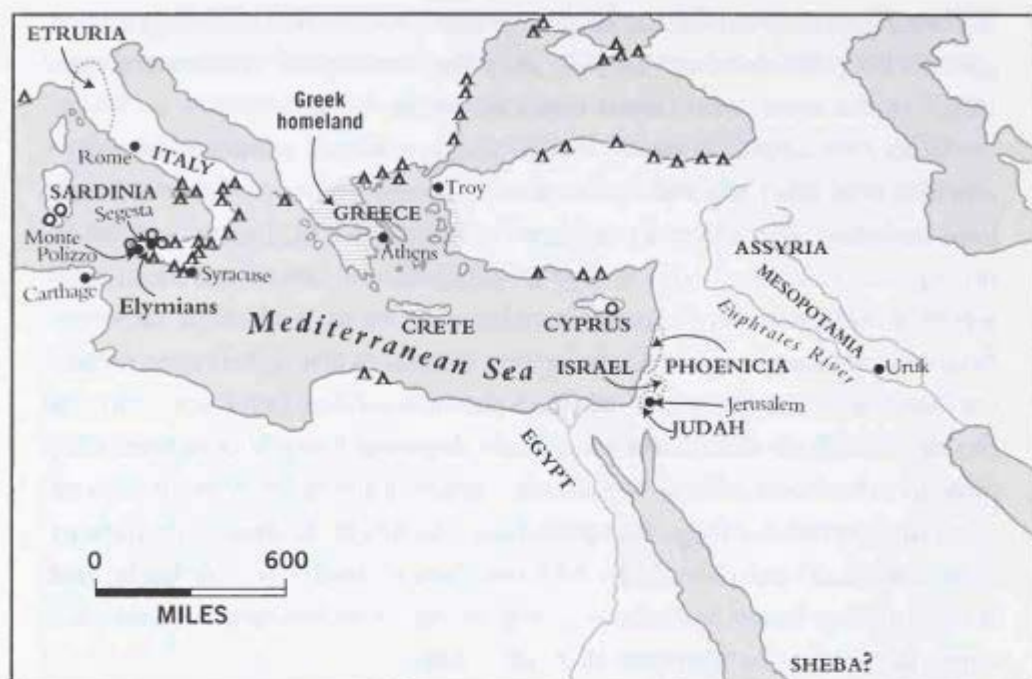 ETRURIA
Greek
homeland
Rome
ITALY
SARDINIA
Segesta
Monte
Polizzo
Carthage
Elymians
Syracuse
GREECE
Athens
Troy
CRETE
CYPRUS
Mediterranean Sea
ASSYRIA
MESOPOTAMIA
Euphrates River
Uruk
ISRAEL
PHOENICIA
Jerusalem
JUDAH
EGYPT
0 600
MILES
SHEBA?